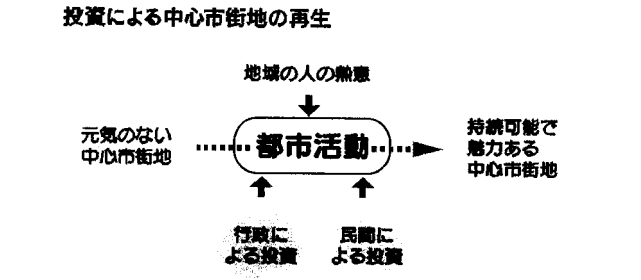 投資による中心市街地の再生
地域の人の熱意
元気のない
中心市街地
都市活動
持続可能で
魅力ある
中心市街地
行政に
よる投資
民間に
よる投資